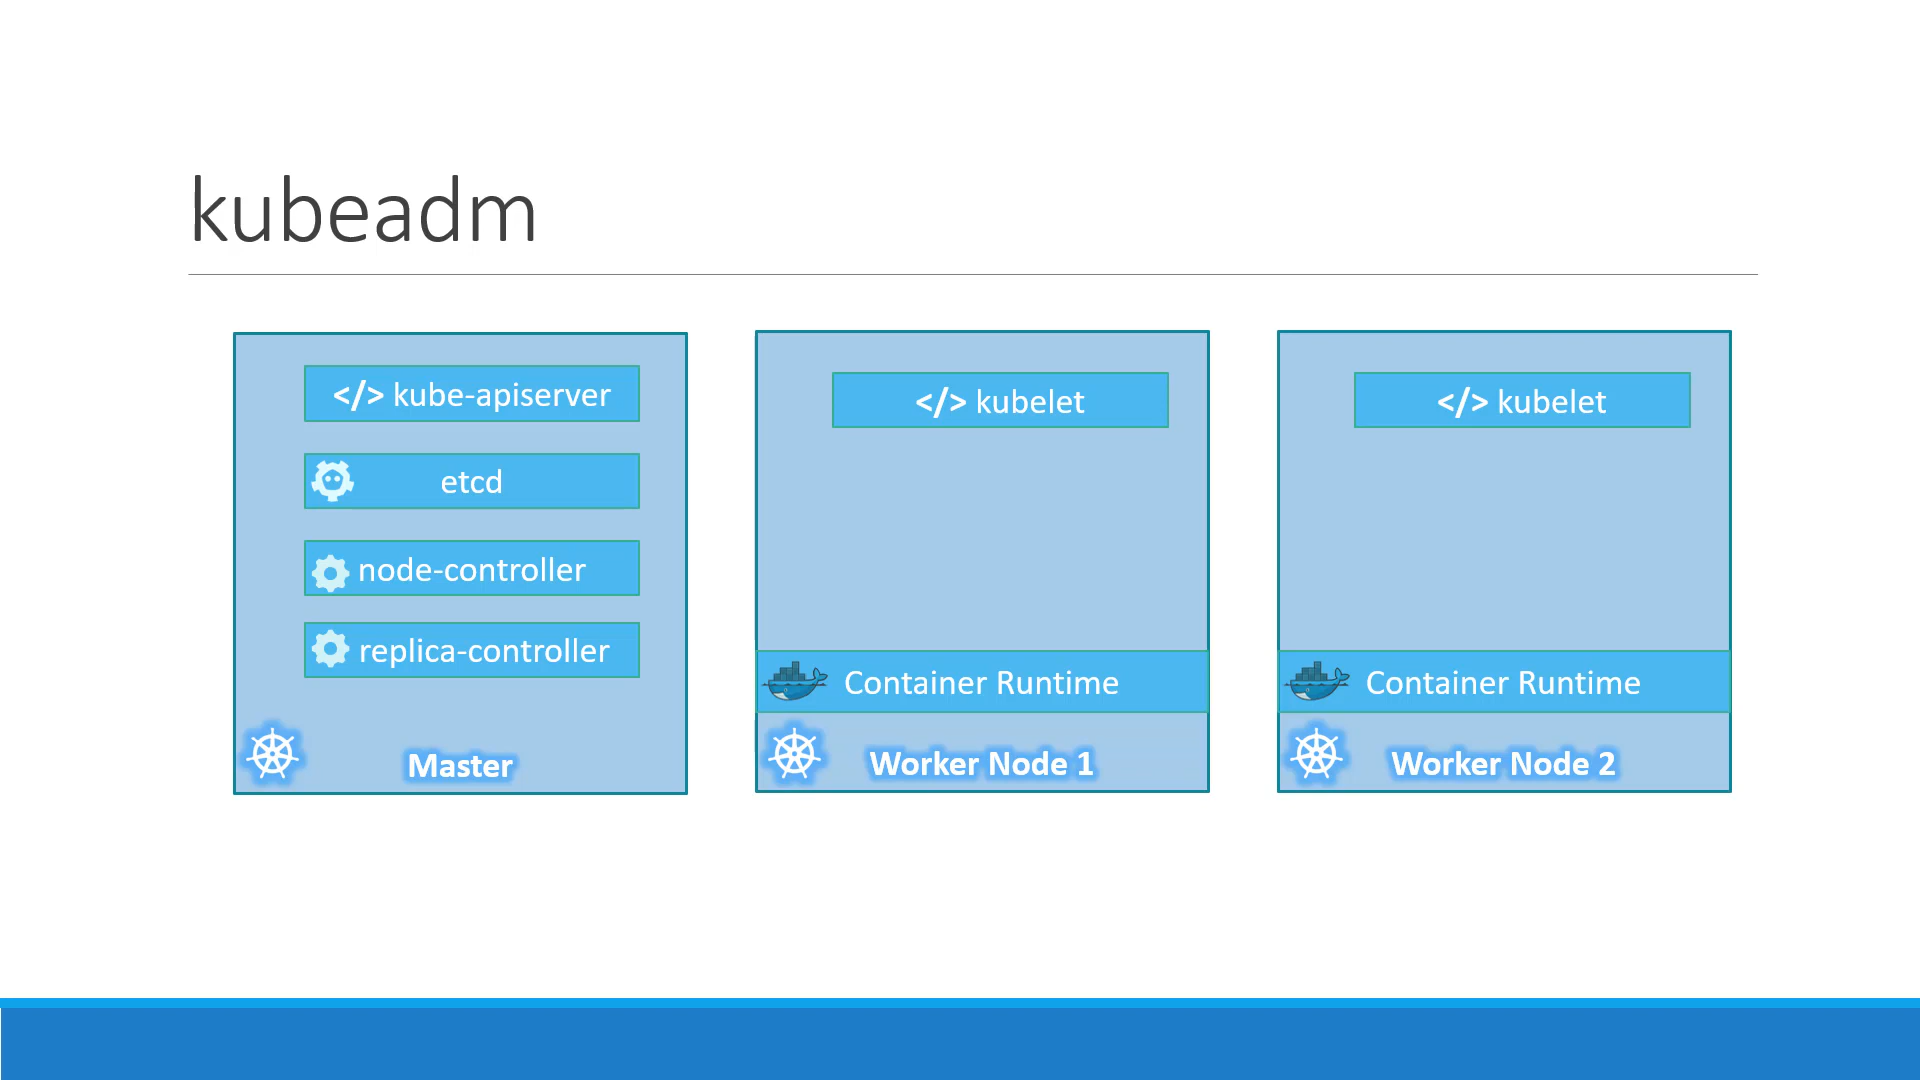 kubeadm
</> kube-apiserver
etcd
node-controller
replica-controller
Master
</> kubelet
Container Runtime
Worker Node 1
</> kubelet
Container Runtime
Worker Node 2